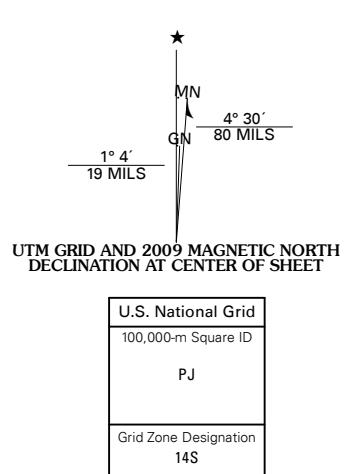 ★
MN
4° 30´
80 MILS
GN
1° 4´
19 MILS
UTM GRID AND 2009 MAGNETIC NORTH
DECLINATION AT CENTER OF SHEET
U.S. National Grid
100,000-m Square ID
PJ
Grid Zone Designation
14S